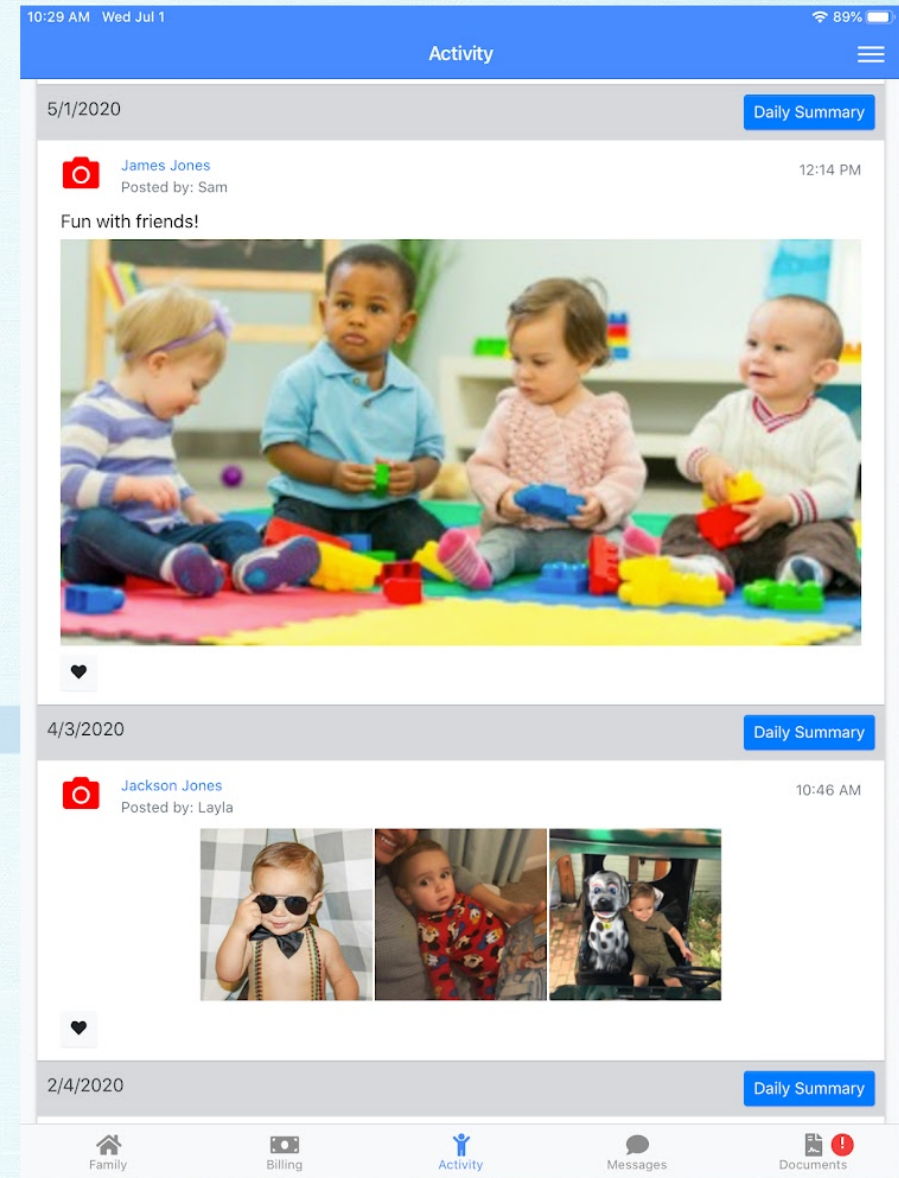 10:29 AM Wed Jul 1 89%
Activity
5/1/2020 Daily Summary
James Jones 12:14 PM
Posted by: Sam
Fun with friends!
4/3/2020 Daily Summary
Jackson Jones 10:46 AM
Posted by: Layla
2/4/2020 Daily Summary
Family Billing Activity Messages Documents